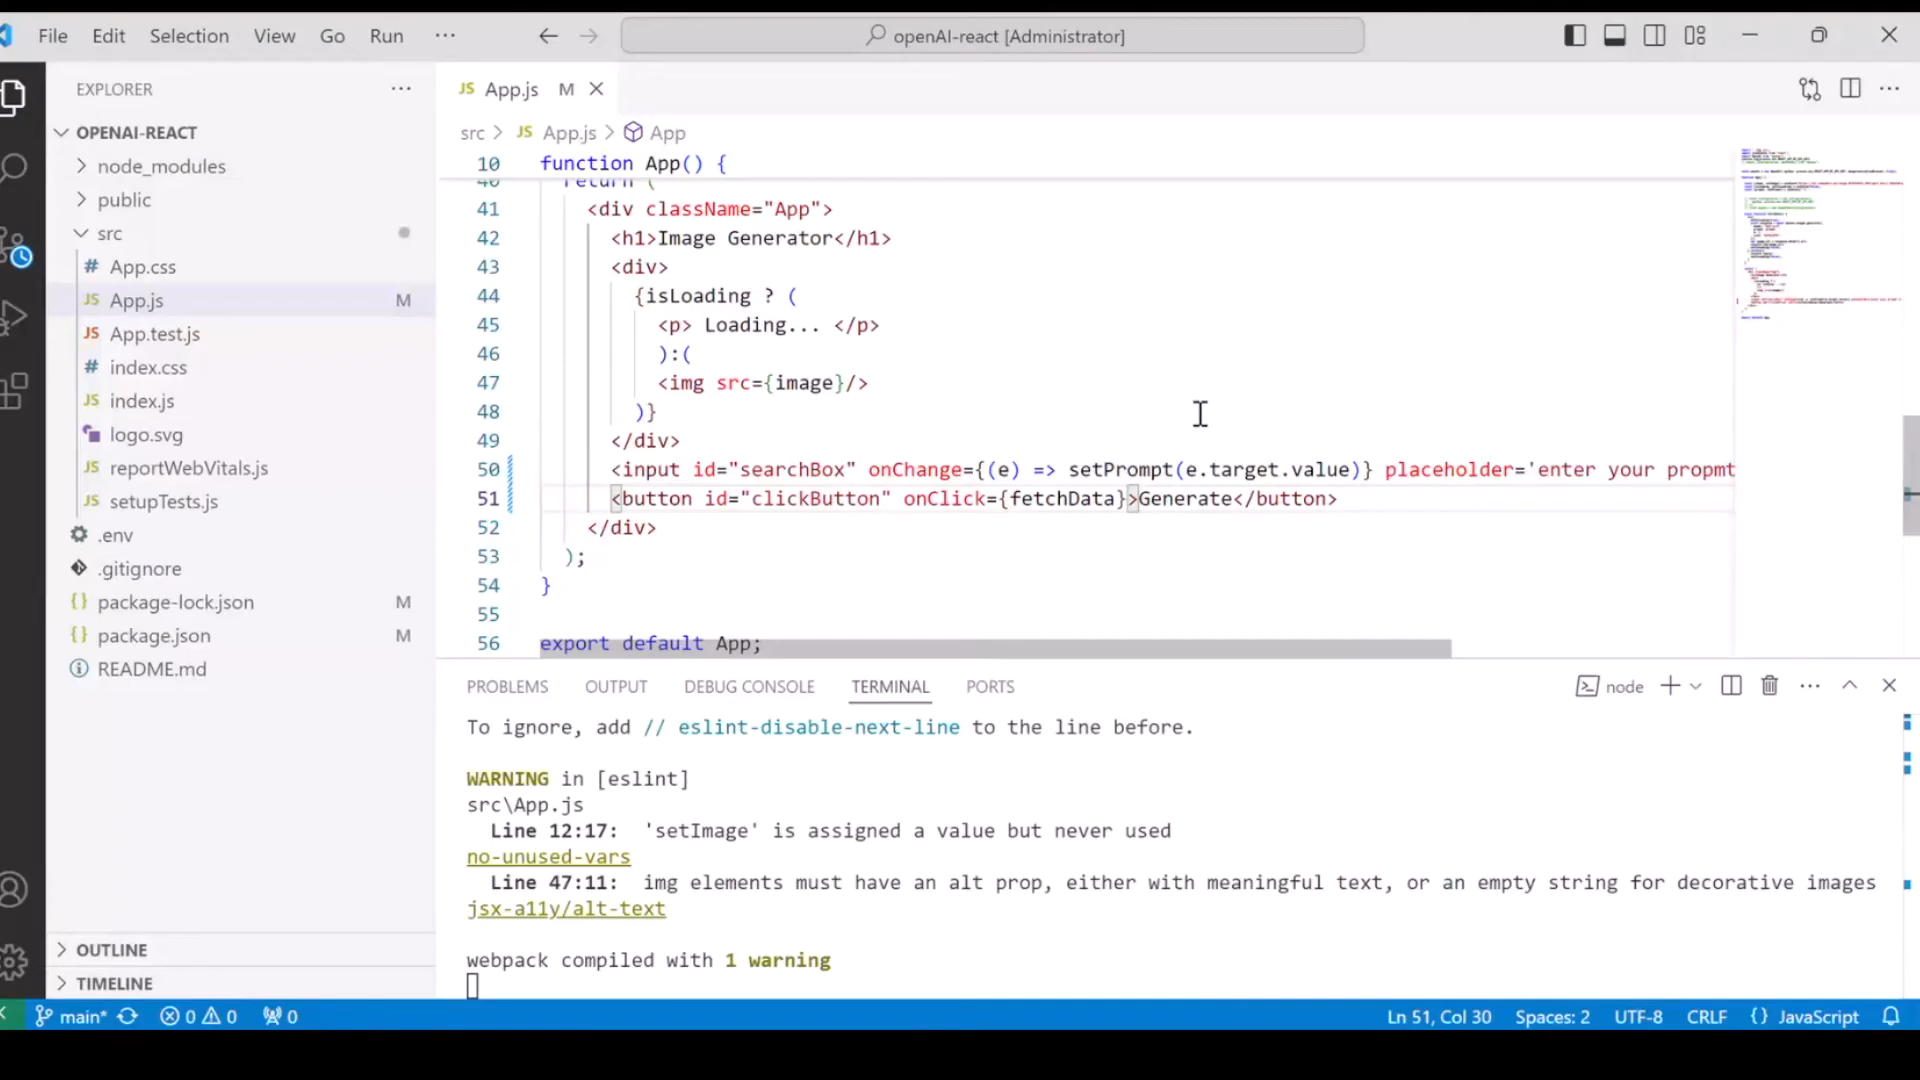 File Edit Selection View Go Run ··· openAI-react [Administrator]
EXPLORER ···
OPENAI-REACT
node_modules
public
src
# App.css
JS App.js M
JS App.test.js
# index.css
JS index.js
logo.svg
JS reportWebVitals.js
JS setupTests.js
.env
.gitignore
{} package-lock.json M
{} package.json M
README.md
OUTLINE
TIMELINE
JS App.js M
src > JS App.js > App
10 function App() {
40 return (
41 <div className="App">
42 <h1>Image Generator</h1>
43 <div>
44 {isLoading ? (
45 <p> Loading... </p>
46 ):(
47 <img src={image}/>
48 )}
49 </div>
50 <input id="searchBox" onChange={(e) => setPrompt(e.target.value)} placeholder='enter your propmt
51 <button id="clickButton" onClick={fetchData}>Generate</button>
52 </div>
53 );
54 }
55
56 export default App;
PROBLEMS OUTPUT DEBUG CONSOLE TERMINAL PORTS node
To ignore, add // eslint-disable-next-line to the line before.
WARNING in [eslint]
src\App.js
Line 12:17: 'setImage' is assigned a value but never used
no-unused-vars
Line 47:11: img elements must have an alt prop, either with meaningful text, or an empty string for decorative images
jsx-a11y/alt-text
webpack compiled with 1 warning
main* 0 0 0 Ln 51, Col 30 Spaces: 2 UTF-8 CRLF {} JavaScript